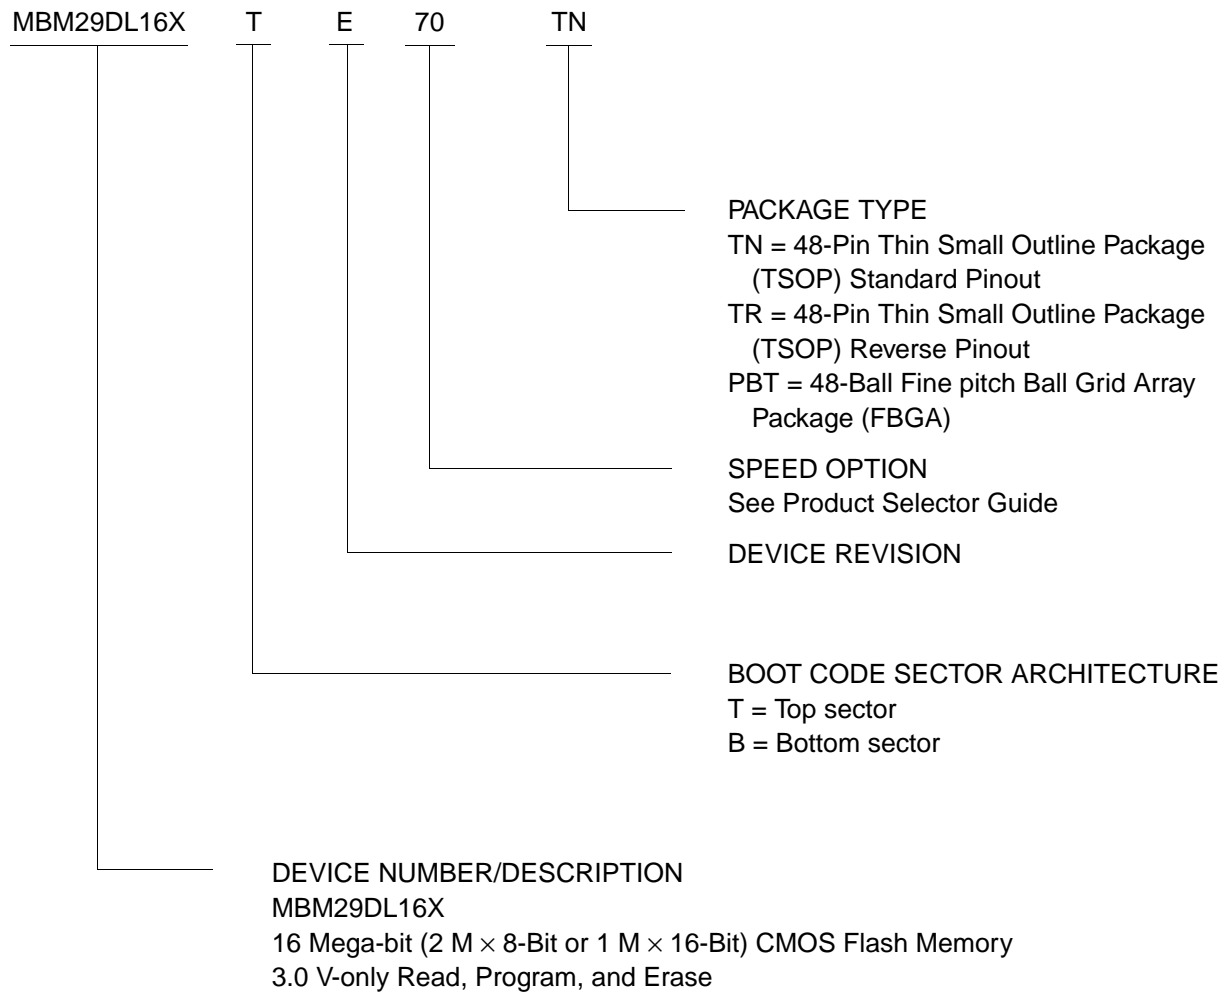 MBM29DL16X T E 70 TN
PACKAGE TYPE
TN = 48-Pin Thin Small Outline Package
(TSOP) Standard Pinout
TR = 48-Pin Thin Small Outline Package
(TSOP) Reverse Pinout
PBT = 48-Ball Fine pitch Ball Grid Array
Package (FBGA)
SPEED OPTION
See Product Selector Guide
DEVICE REVISION
BOOT CODE SECTOR ARCHITECTURE
T = Top sector
B = Bottom sector
DEVICE NUMBER/DESCRIPTION
MBM29DL16X
16 Mega-bit (2 M × 8-Bit or 1 M × 16-Bit) CMOS Flash Memory
3.0 V-only Read, Program, and Erase